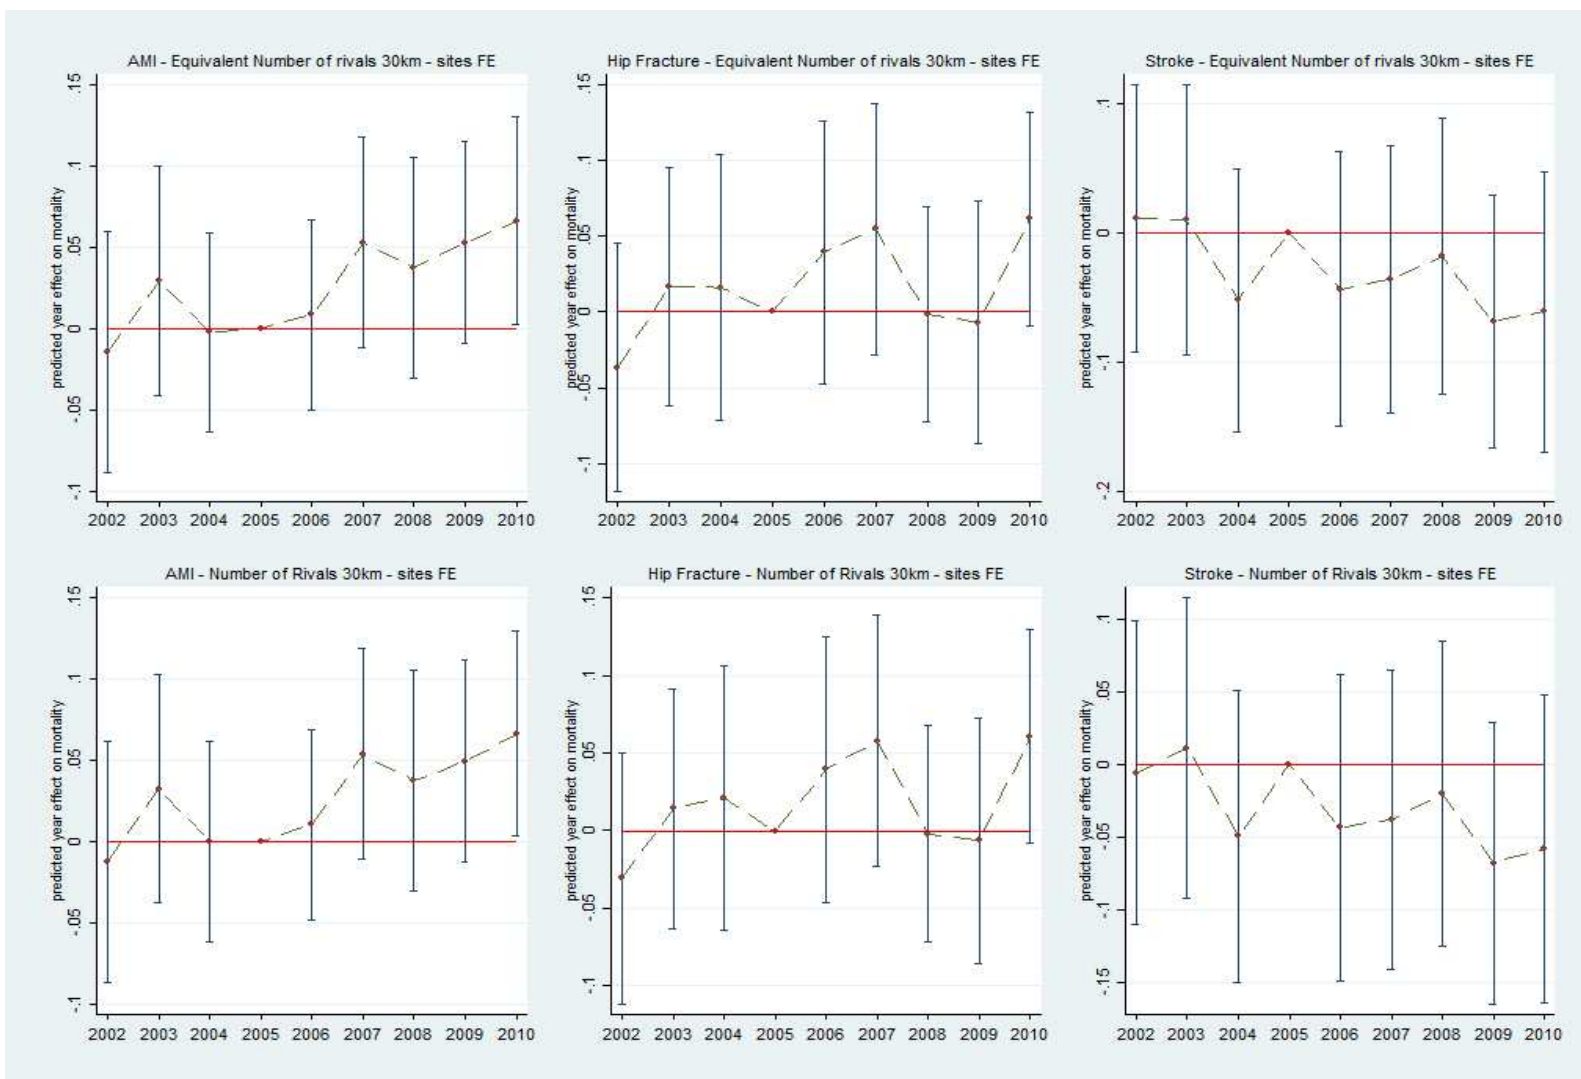 AMI - Equivalent Number of rivals 30km - sites FE
predicted year effect on mortality
.15
.1
.05
0
-.05
-.1
2002 2003 2004 2005 2006 2007 2008 2009 2010
Hip Fracture - Equivalent Number of rivals 30km - sites FE
predicted year effect on mortality
.15
.1
.05
0
-.05
-.1
2002 2003 2004 2005 2006 2007 2008 2009 2010
Stroke - Equivalent Number of rivals 30km - sites FE
predicted year effect on mortality
.1
0
-.1
-.2
2002 2003 2004 2005 2006 2007 2008 2009 2010
AMI - Number of Rivals 30km - sites FE
predicted year effect on mortality
.15
.1
.05
0
-.05
-.1
2002 2003 2004 2005 2006 2007 2008 2009 2010
Hip Fracture - Number of Rivals 30km - sites FE
predicted year effect on mortality
.15
.1
.05
0
-.05
-.1
2002 2003 2004 2005 2006 2007 2008 2009 2010
Stroke - Number of Rivals 30km - sites FE
predicted year effect on mortality
.1
.05
0
-.05
-.1
-.15
2002 2003 2004 2005 2006 2007 2008 2009 2010